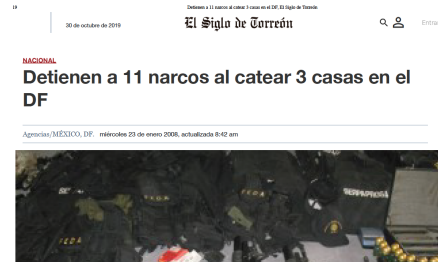 19
Detienen a 11 narcos al catear 3 casas en el DF, El Siglo de Torreón
30 de octubre de 2019
El Siglo de Torreón
Entrar
NACIONAL
Detienen a 11 narcos al catear 3 casas en el
DF
Agencias/MÉXICO, DF. miércoles 23 de enero 2008, actualizada 8:42 am